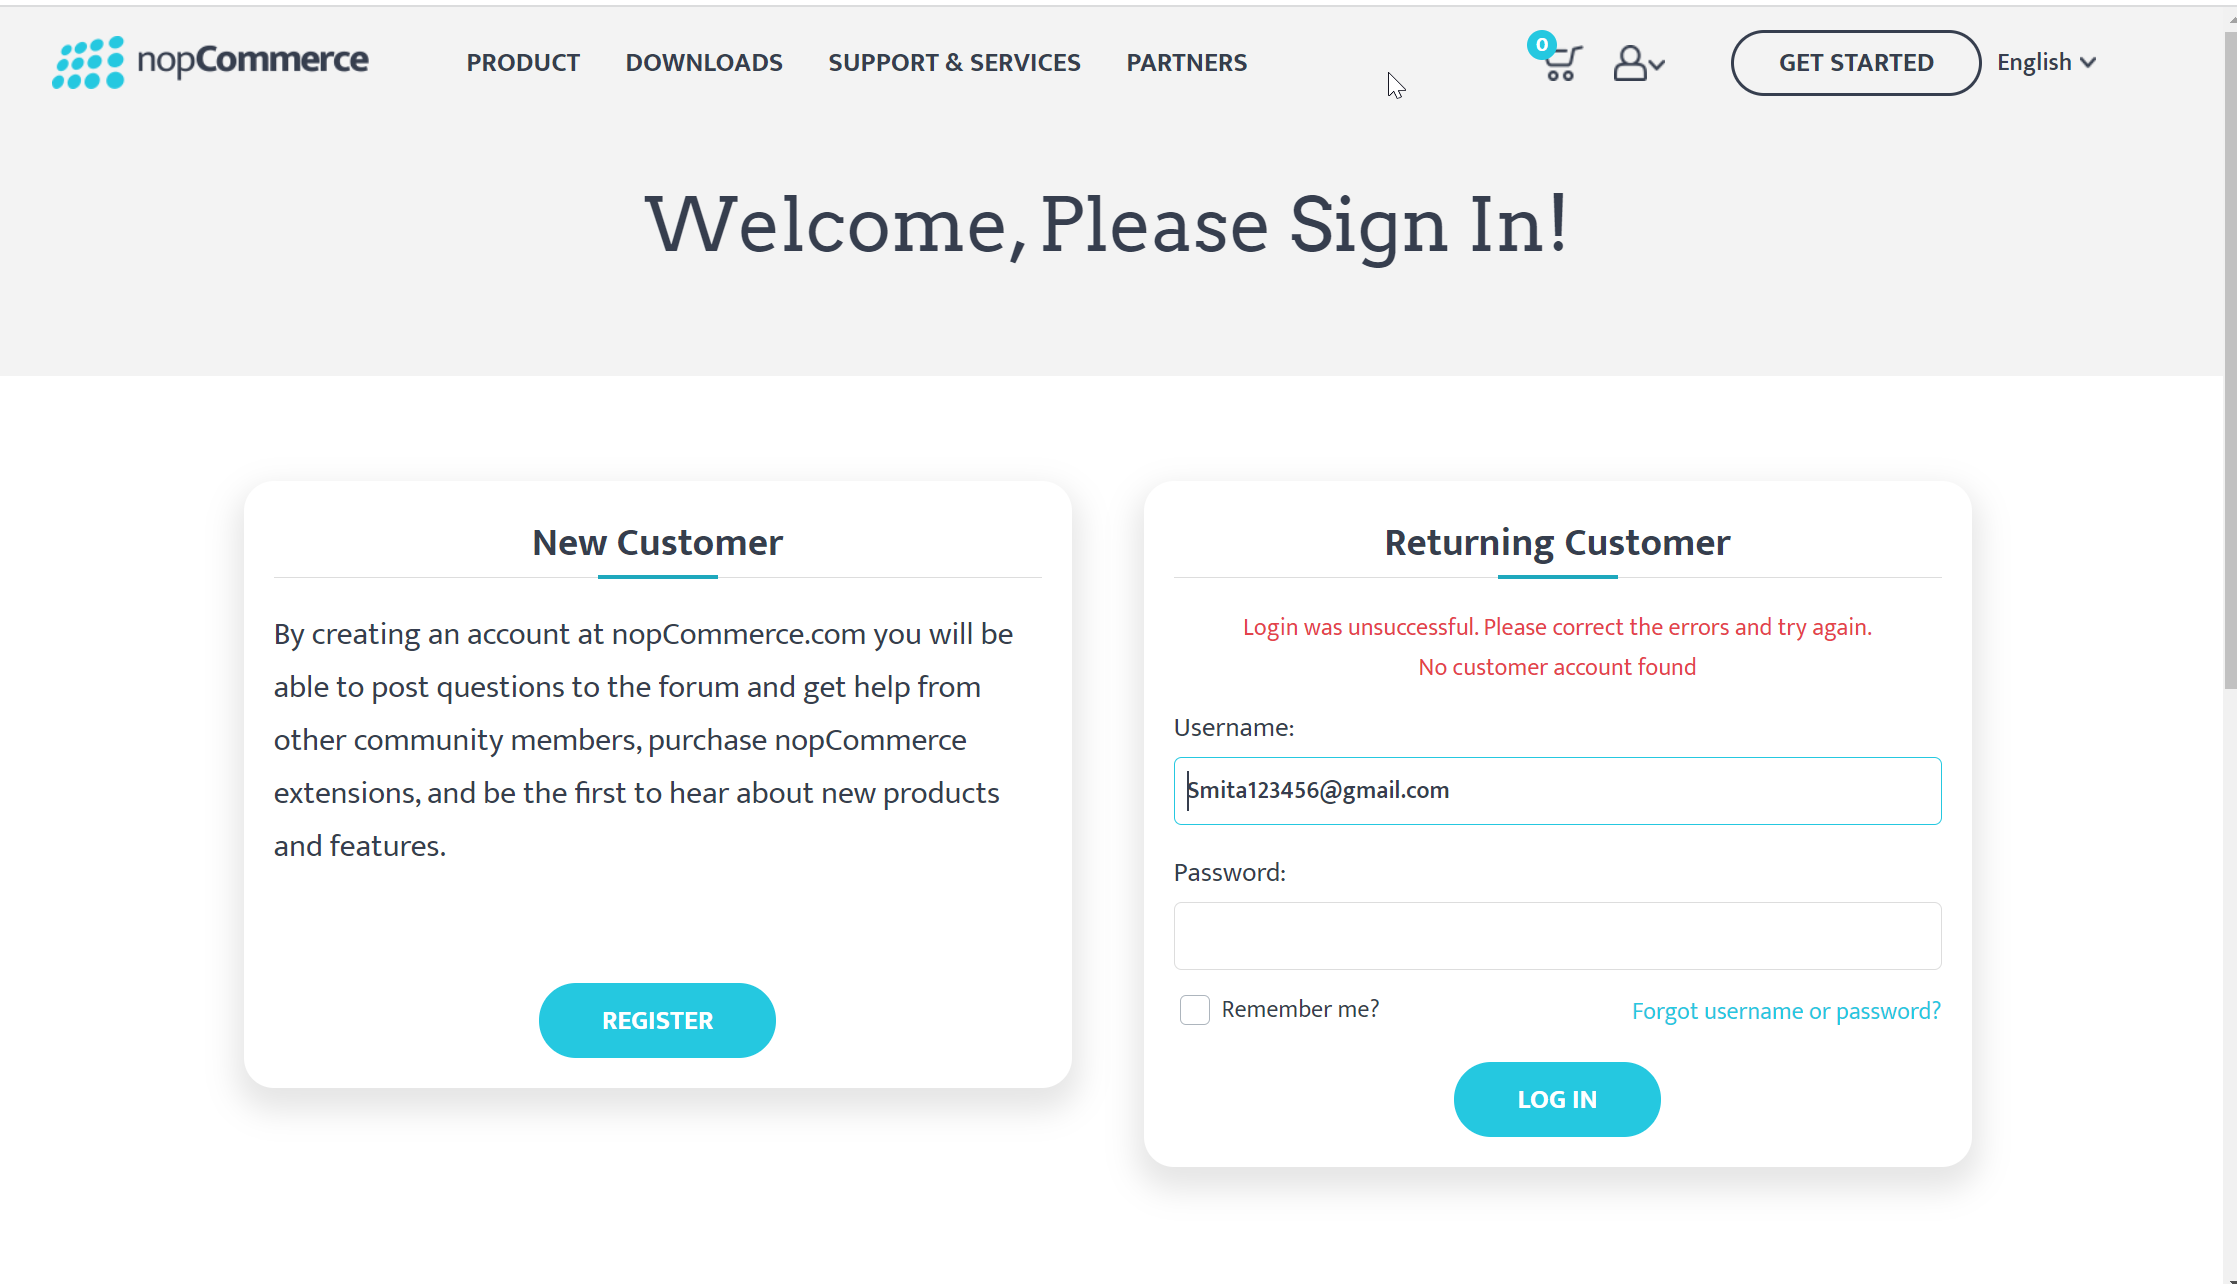 nopCommerce
PRODUCT DOWNLOADS SUPPORT & SERVICES PARTNERS 0 GET STARTED English
Welcome, Please Sign In!
New Customer
By creating an account at nopCommerce.com you will be
able to post questions to the forum and get help from
other community members, purchase nopCommerce
extensions, and be the first to hear about new products
and features.
REGISTER
Returning Customer
Login was unsuccessful. Please correct the errors and try again.
No customer account found
Username:
Smita123456@gmail.com
Password:
Remember me? Forgot username or password?
LOG IN